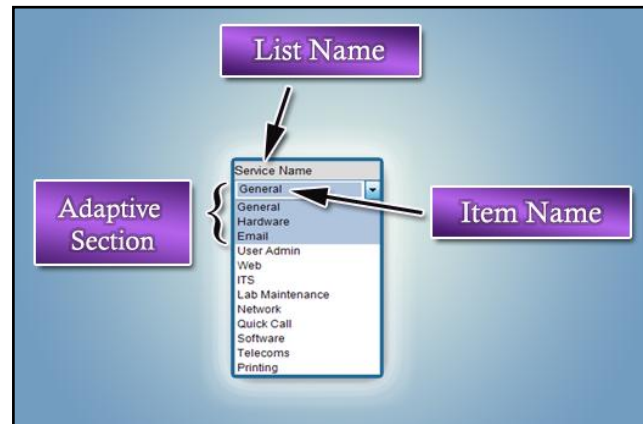 List Name
Service Name
General
General
Hardware
Email
User Admin
Web
ITS
Lab Maintenance
Network
Quick Call
Software
Telecoms
Printing
Adaptive
Section
Item Name